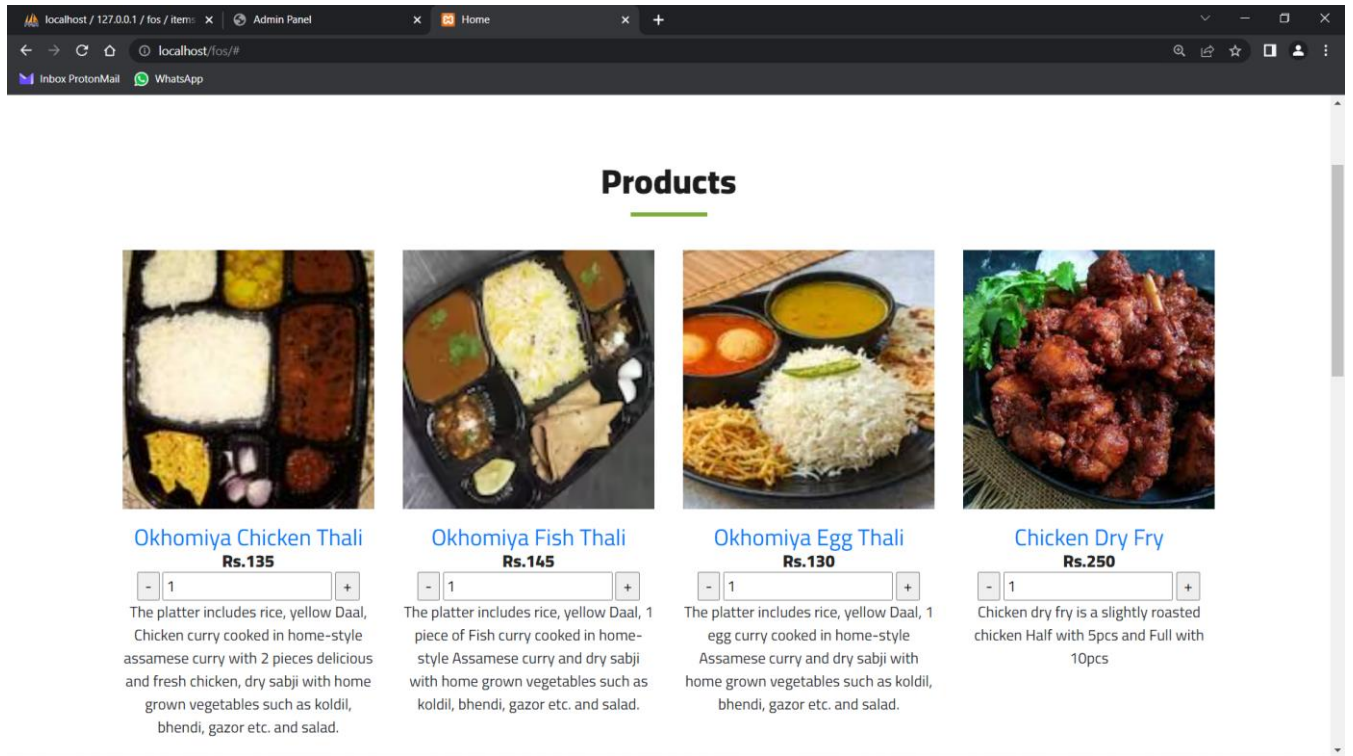 localhost / 127.0.0.1 / fos / items
Admin Panel
Home
localhost/fos/#
Inbox ProtonMail
WhatsApp
Products
Okhomiya Chicken Thali
Rs.135
- 1 +
The platter includes rice, yellow Daal,
Chicken curry cooked in home-style
assamese curry with 2 pieces delicious
and fresh chicken, dry sabji with home
grown vegetables such as koldil,
bhendi, gazor etc. and salad.
Okhomiya Fish Thali
Rs.145
- 1 +
The platter includes rice, yellow Daal, 1
piece of Fish curry cooked in home-
style Assamese curry and dry sabji
with home grown vegetables such as
koldil, bhendi, gazor etc. and salad.
Okhomiya Egg Thali
Rs.130
- 1 +
The platter includes rice, yellow Daal, 1
egg curry cooked in home-style
Assamese curry and dry sabji with
home grown vegetables such as koldil,
bhendi, gazor etc. and salad.
Chicken Dry Fry
Rs.250
- 1 +
Chicken dry fry is a slightly roasted
chicken Half with 5pcs and Full with
10pcs